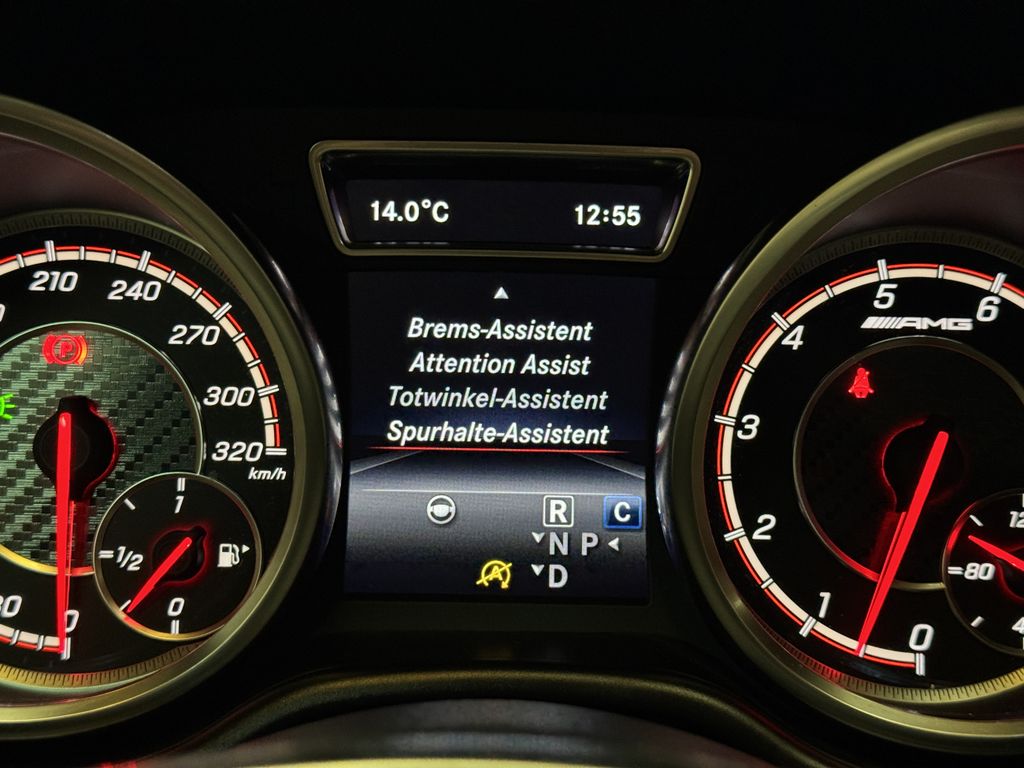 14.0°C 12:55
Brems-Assistent
Attention Assist
Totwinkel-Assistent
Spurhalte-Assistent
R C
N P
D
210
240
270
300
320
km/h
P
1
1/2
0
0
AMG
0
1
2
3
4
5
6
80